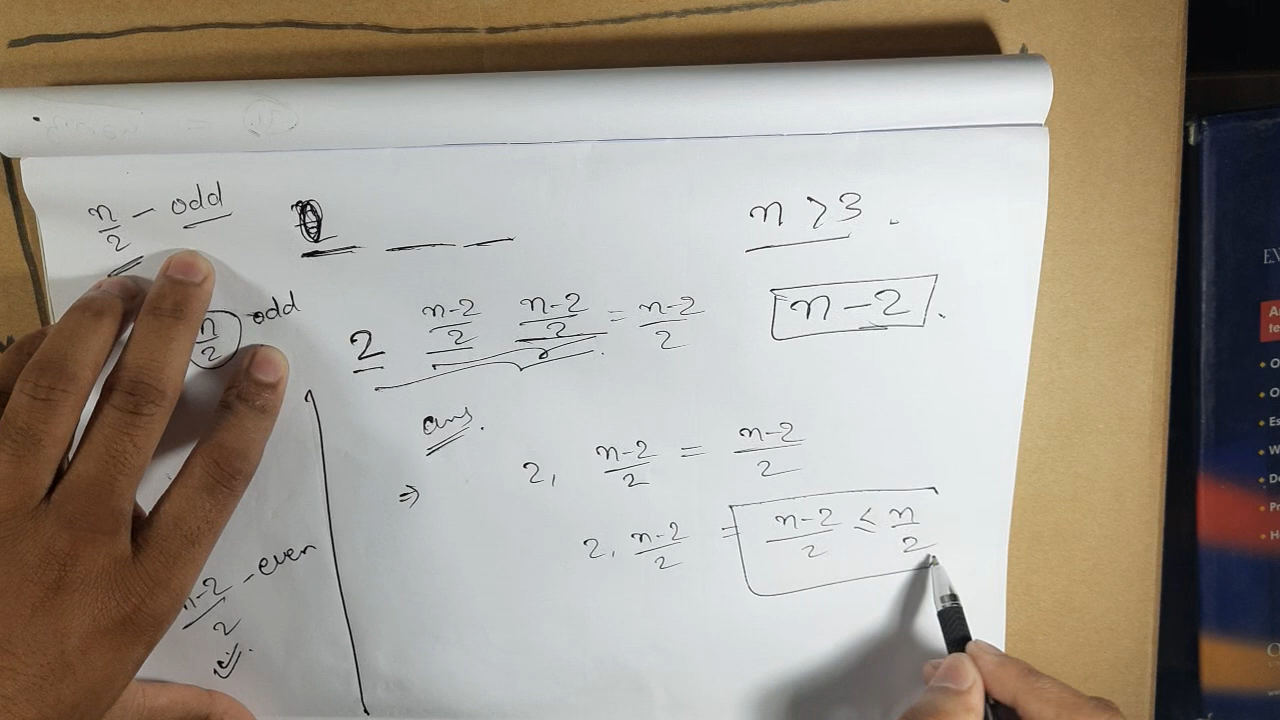 n/2 - odd
n > 3 .
n/2 odd
2 (n-2)/2 (n-2)/2 = (n-2)/2
n-2 .
ans.
⇒ 2, (n-2)/2 = (n-2)/2
2, (n-2)/2 = (n-2)/2 ≤ n/2
n-2/2 - even